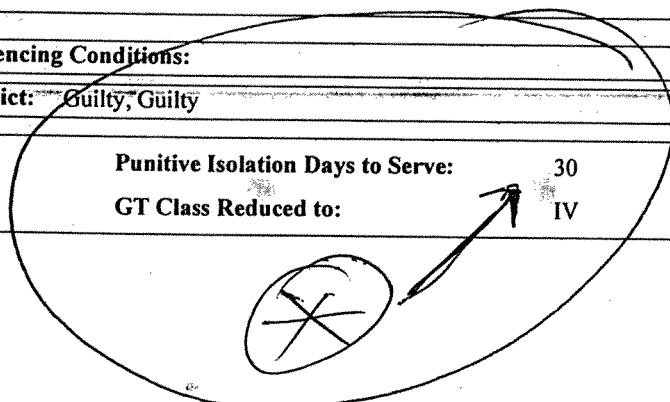 encing Conditions:
ict: Guilty, Guilty
Punitive Isolation Days to Serve: 30
GT Class Reduced to: IV